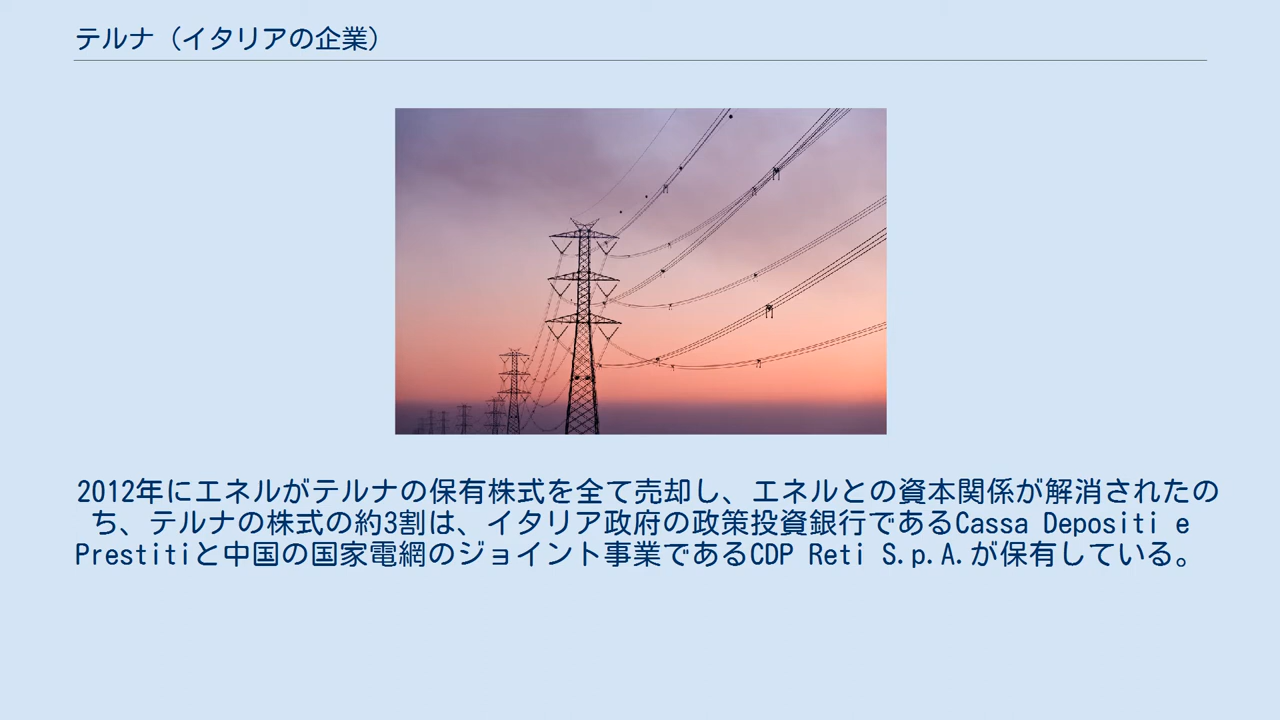 テルナ（イタリアの企業）
2012年にエネルがテルナの保有株式を全て売却し、エネルとの資本関係が解消されたの
ち、テルナの株式の約3割は、イタリア政府の政策投資銀行であるCassa Depositi e
Prestitiと中国の国家電網のジョイント事業であるCDP Reti S.p.A.が保有している。